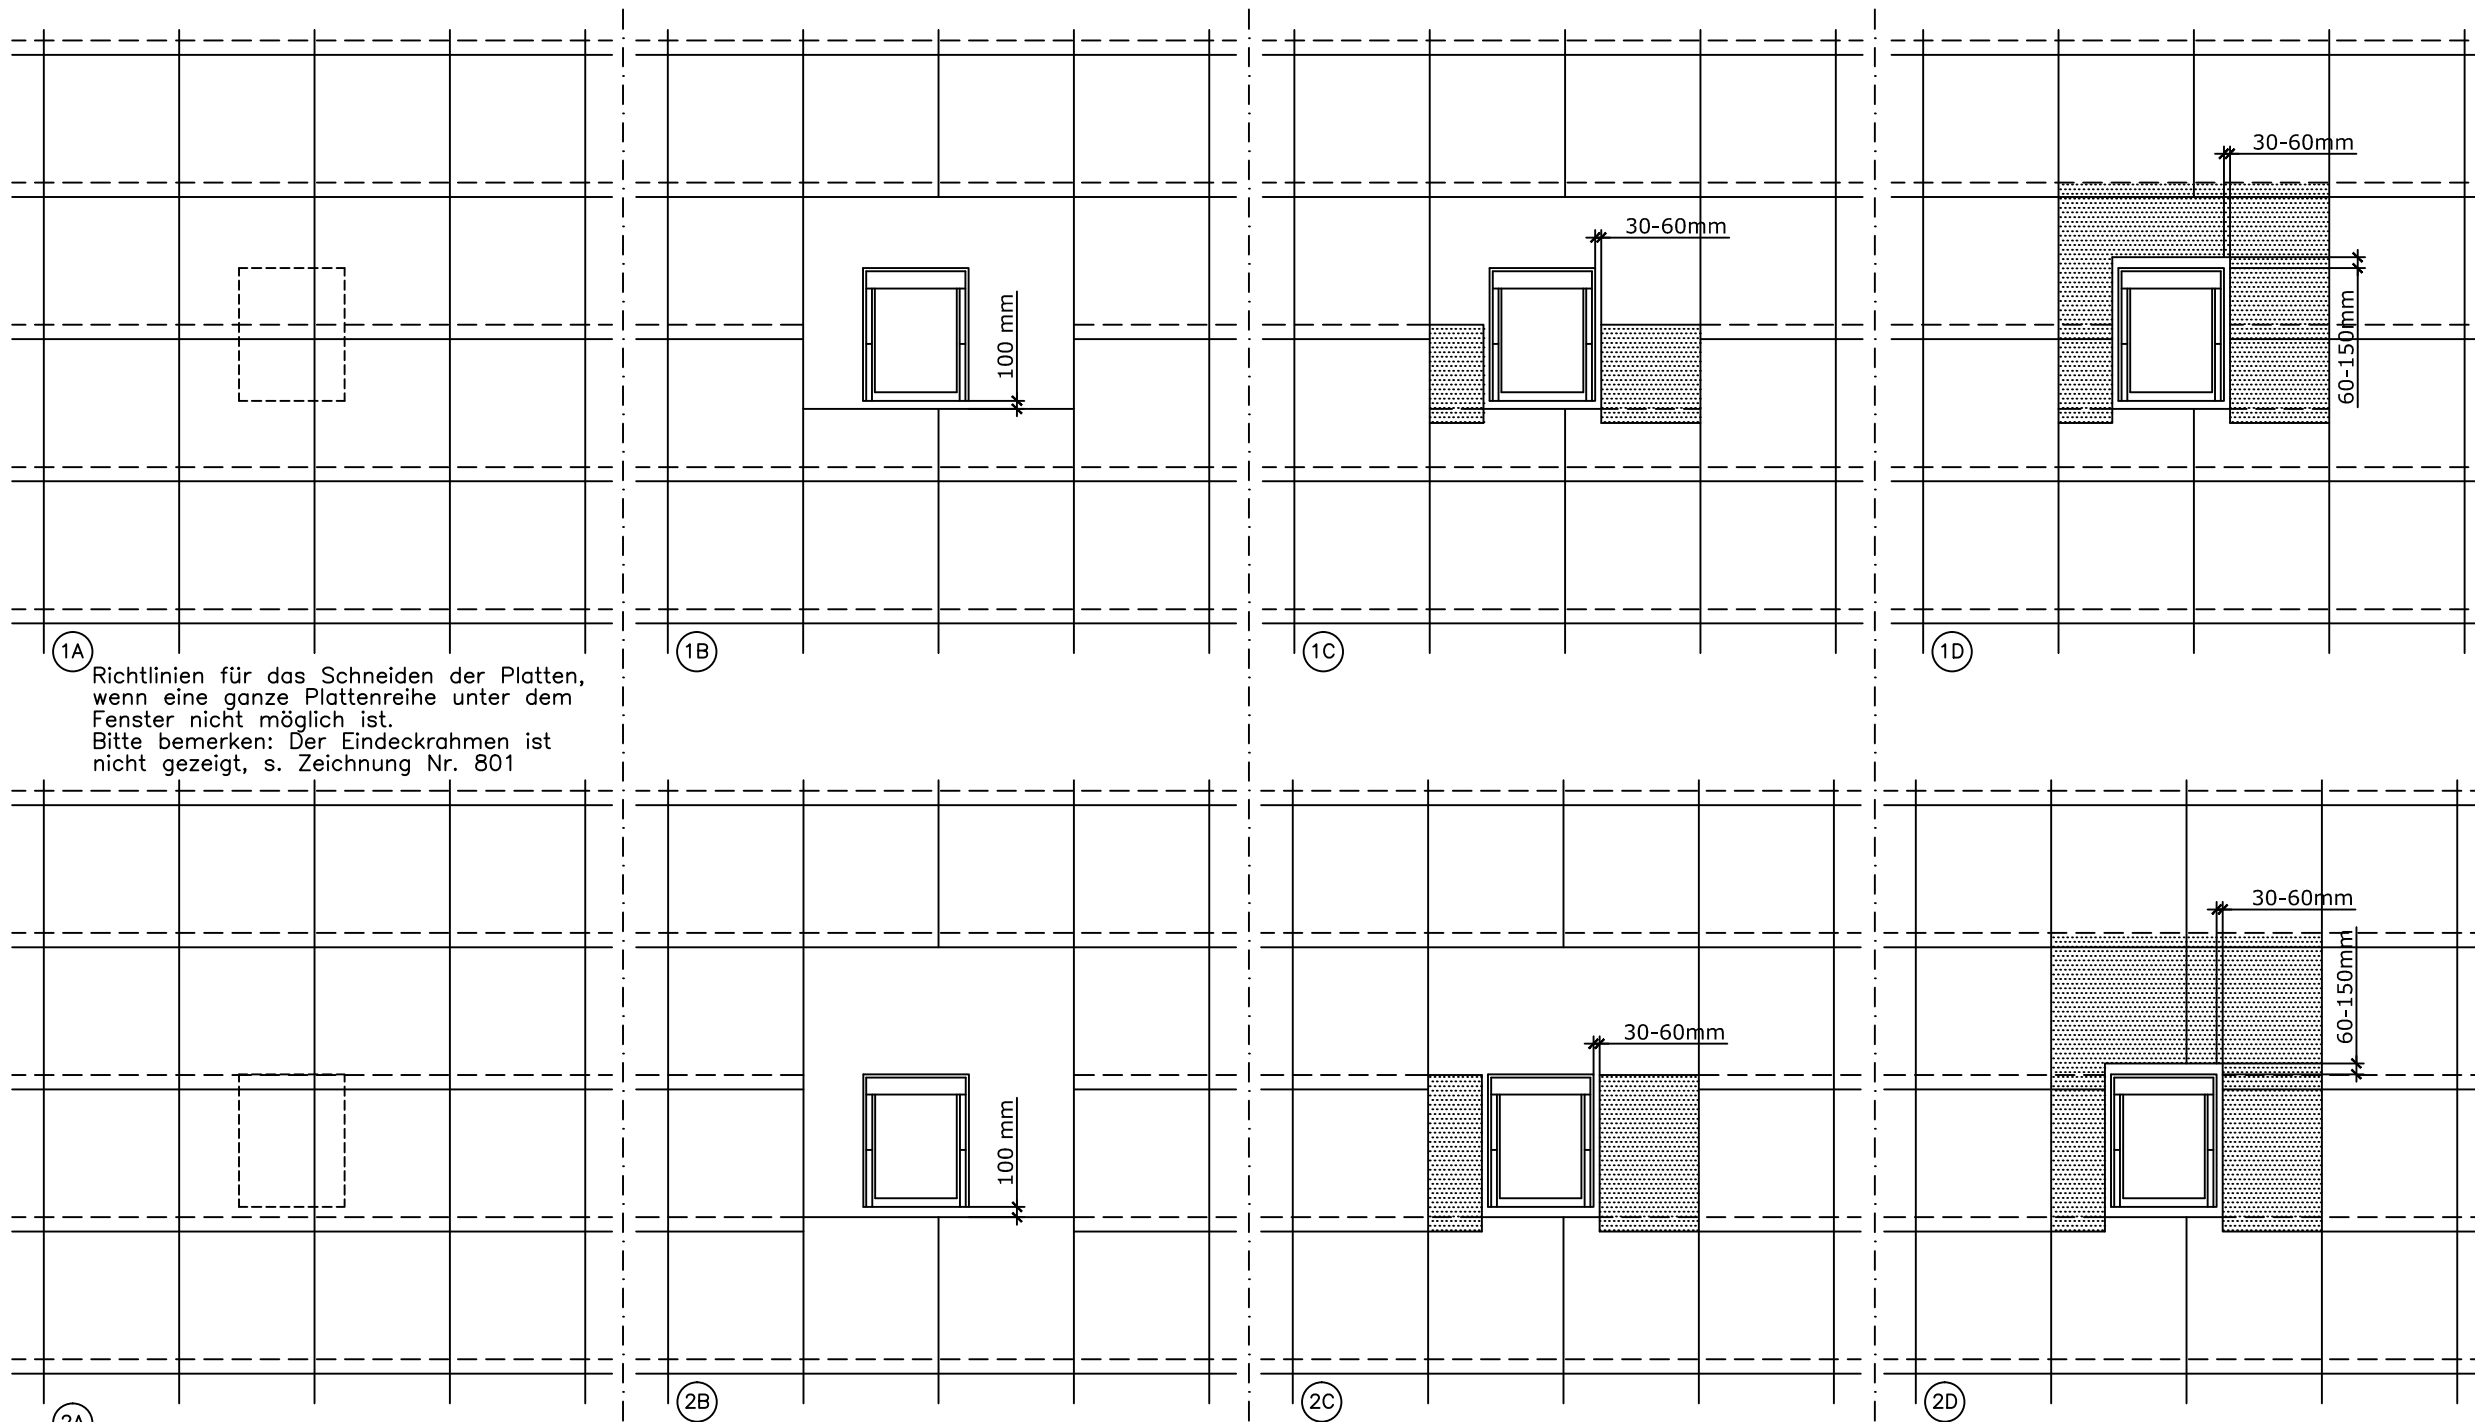 30-60mm
30-60mm
100 mm
60-150mm
1A
1B
1C
1D
Richtlinien für das Schneiden der Platten,
wenn eine ganze Plattenreihe unter dem
Fenster nicht möglich ist.
Bitte bemerken: Der Eindeckrahmen ist
nicht gezeigt, s. Zeichnung Nr. 801
30-60mm
60-150mm
30-60mm
100 mm
2A
2B
2C
2D